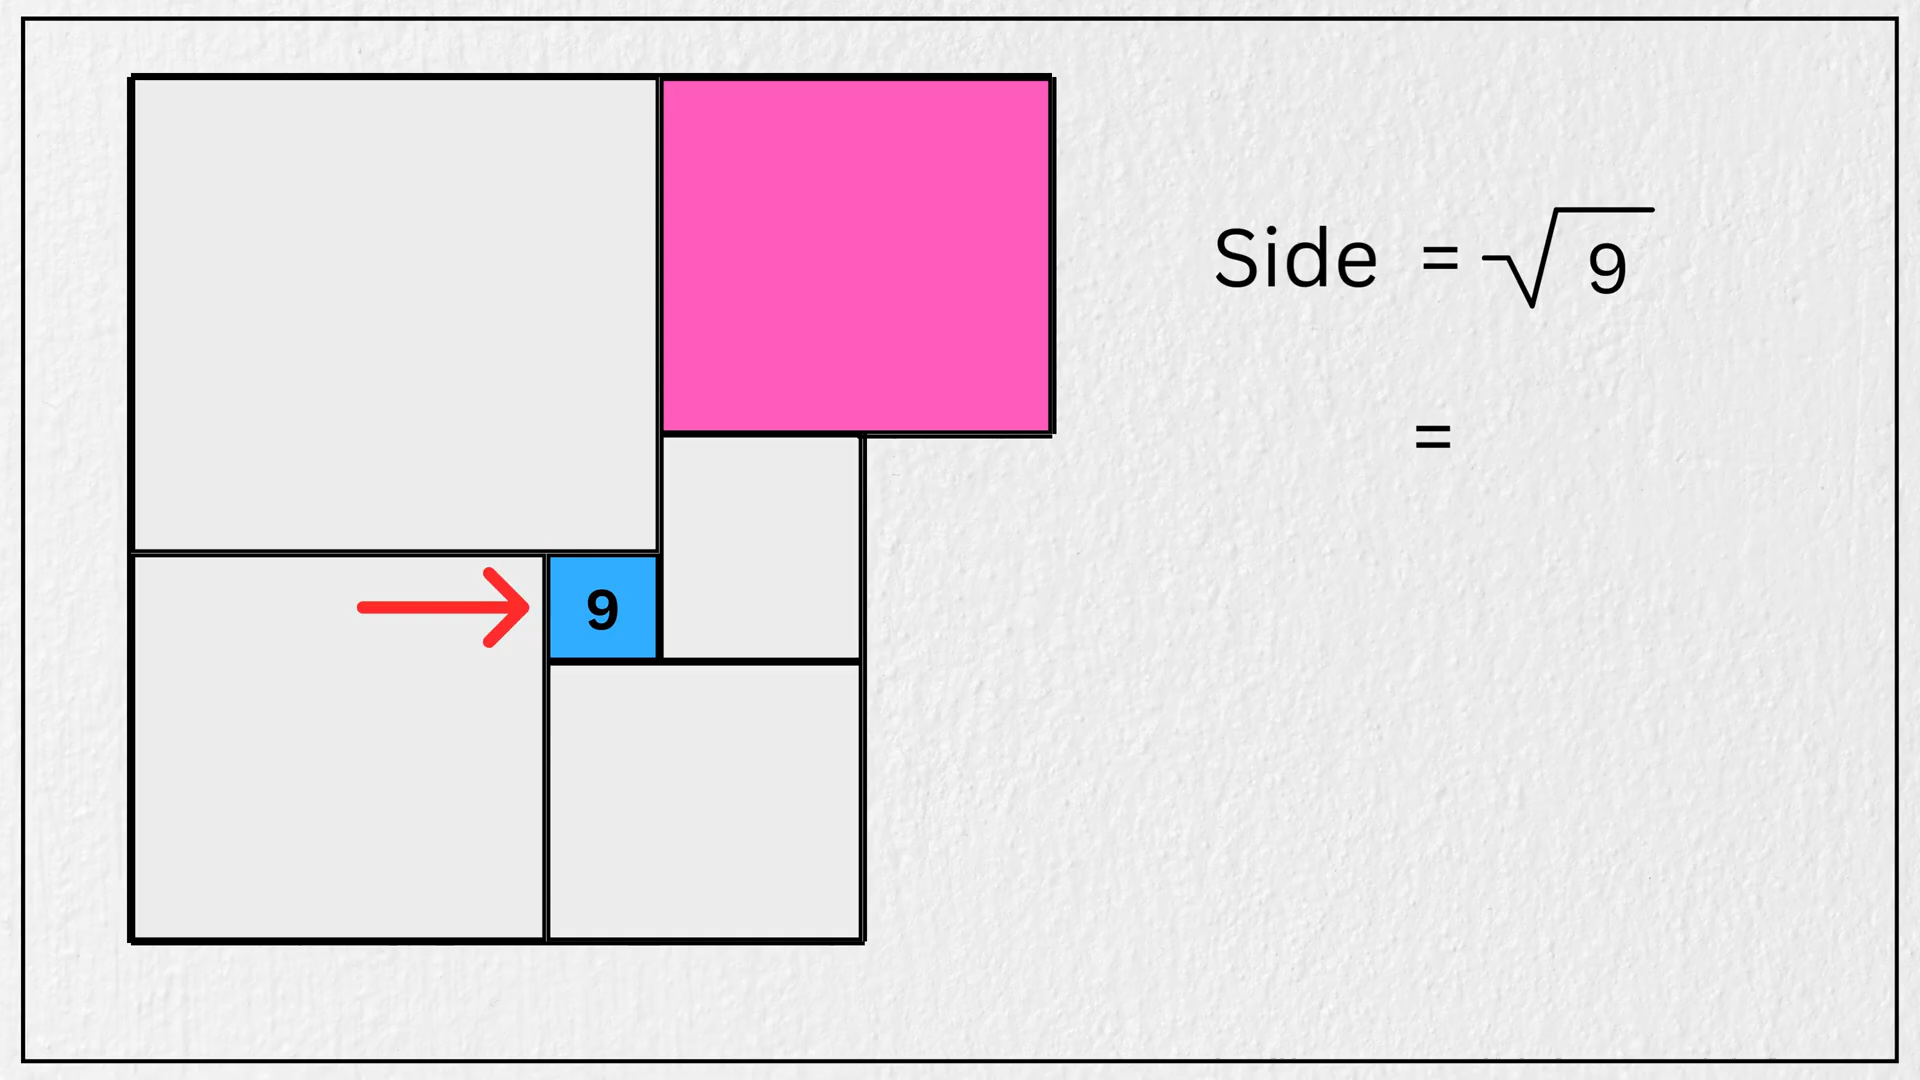 Side = √9
=
9